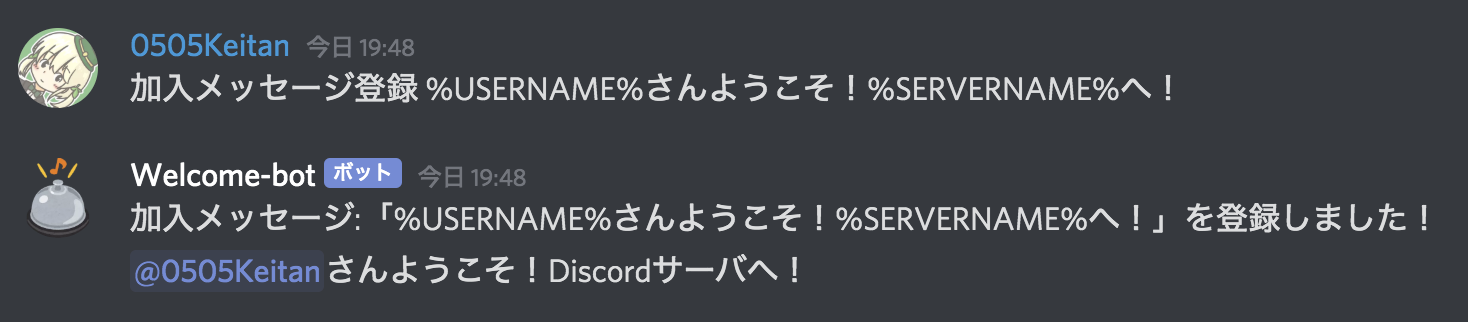 0505Keitan 今日 19:48
加入メッセージ登録 %USERNAME%さんようこそ！%SERVERNAME%へ！
Welcome-bot ボット 今日 19:48
加入メッセージ:「%USERNAME%さんようこそ！%SERVERNAME%へ！」を登録しました！
@0505Keitanさんようこそ！Discordサーバへ！